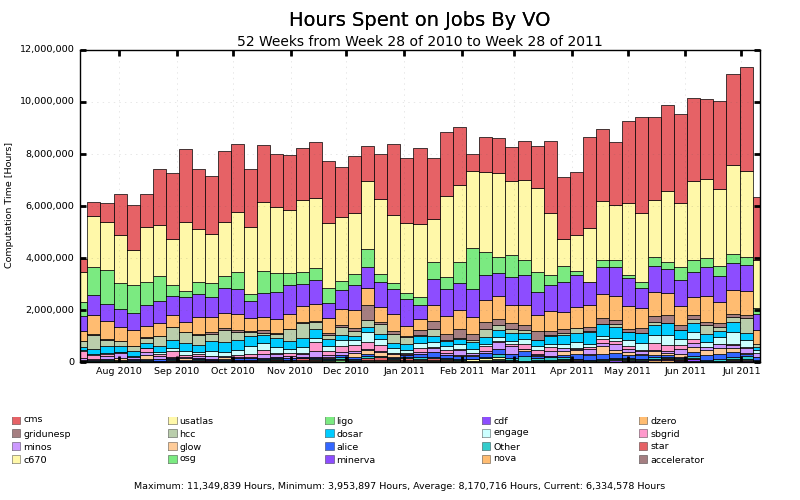 Hours Spent on Jobs By VO
52 Weeks from Week 28 of 2010 to Week 28 of 2011
12,000,000
10,000,000
8,000,000
6,000,000
4,000,000
2,000,000
0
Computation Time [Hours]
Aug 2010 Sep 2010 Oct 2010 Nov 2010 Dec 2010 Jan 2011 Feb 2011 Mar 2011 Apr 2011 May 2011 Jun 2011 Jul 2011
cms usatlas ligo cdf dzero
gridunesp hcc dosar engage sbgrid
minos glow alice Other star
c670 osg minerva nova accelerator
Maximum: 11,349,839 Hours, Minimum: 3,953,897 Hours, Average: 8,170,716 Hours, Current: 6,334,578 Hours